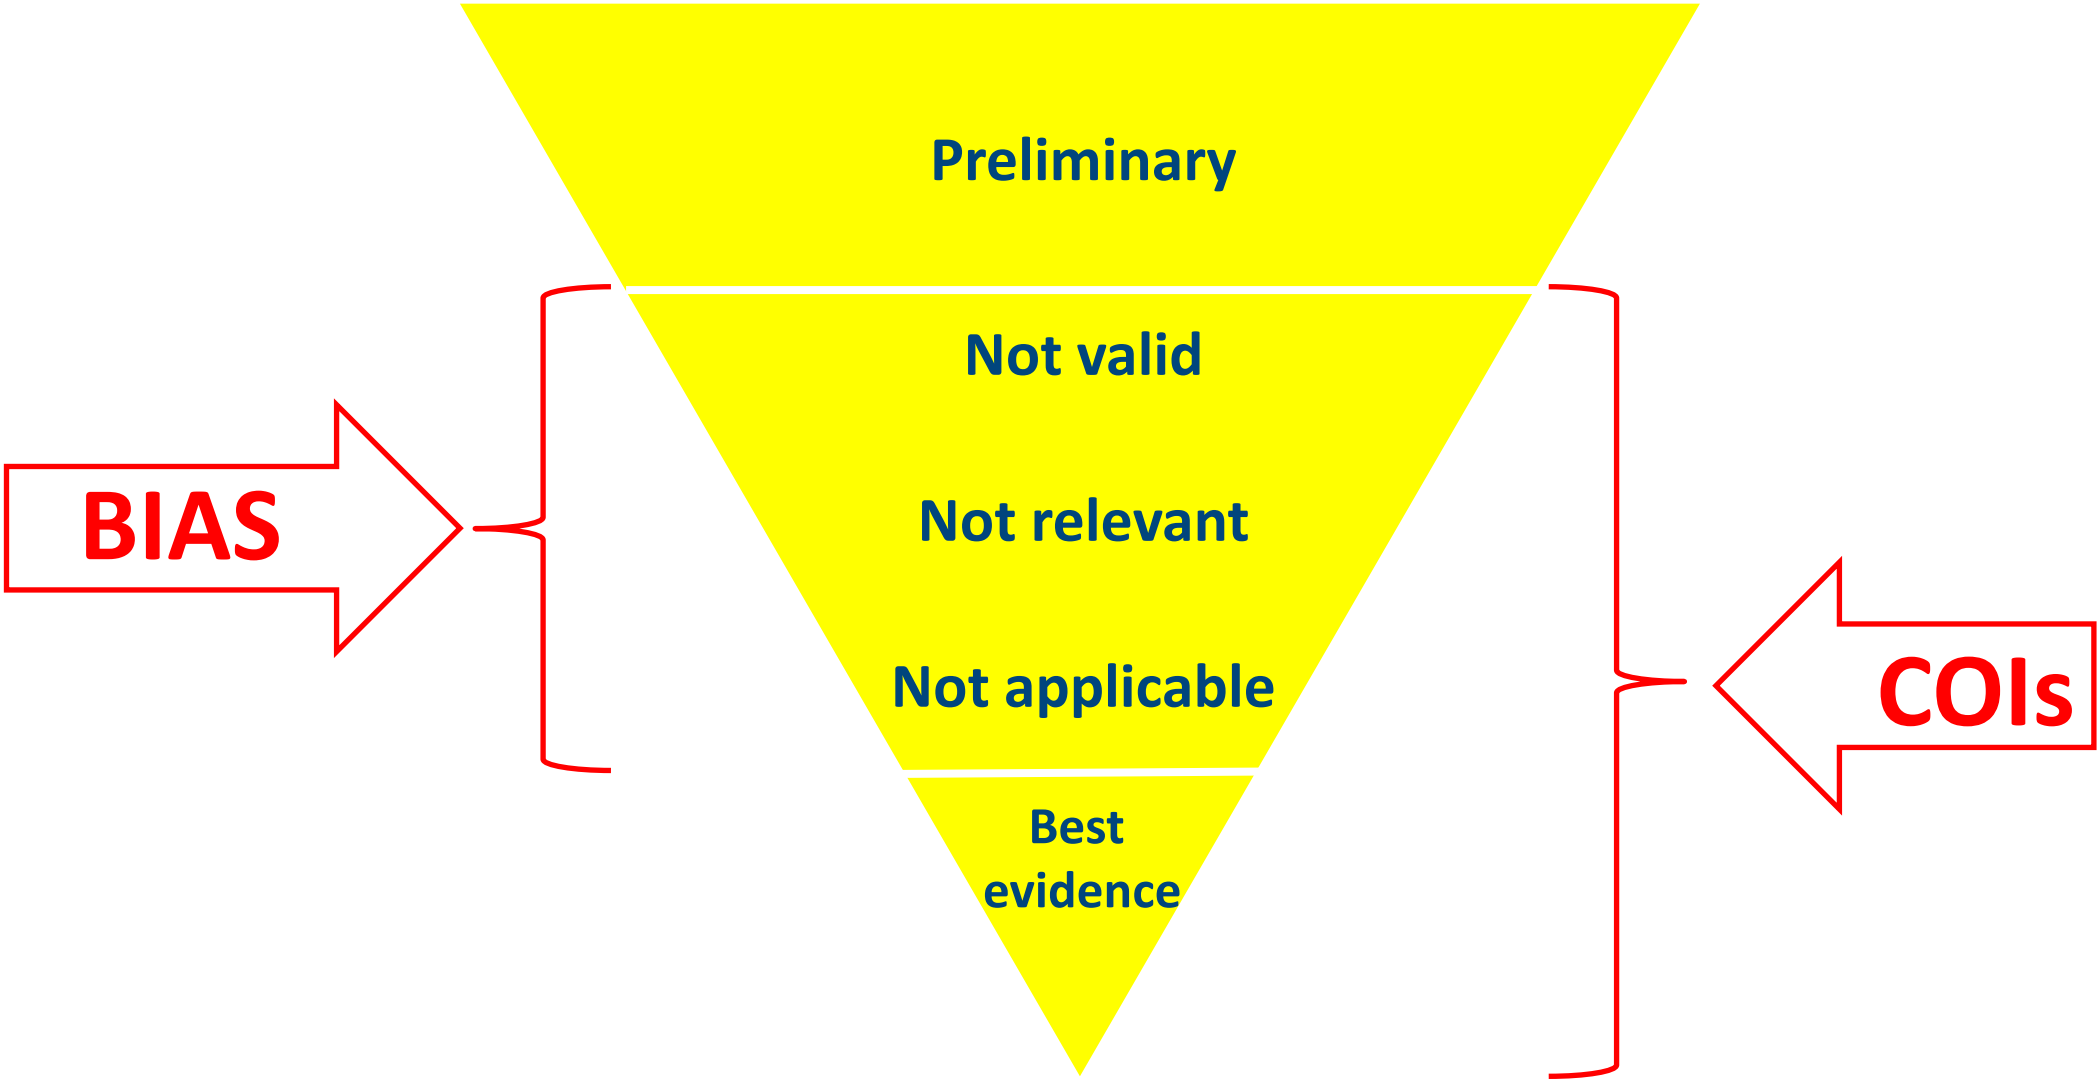 Preliminary
Not valid
BIAS
Not relevant
Not applicable
COIs
Best
evidence